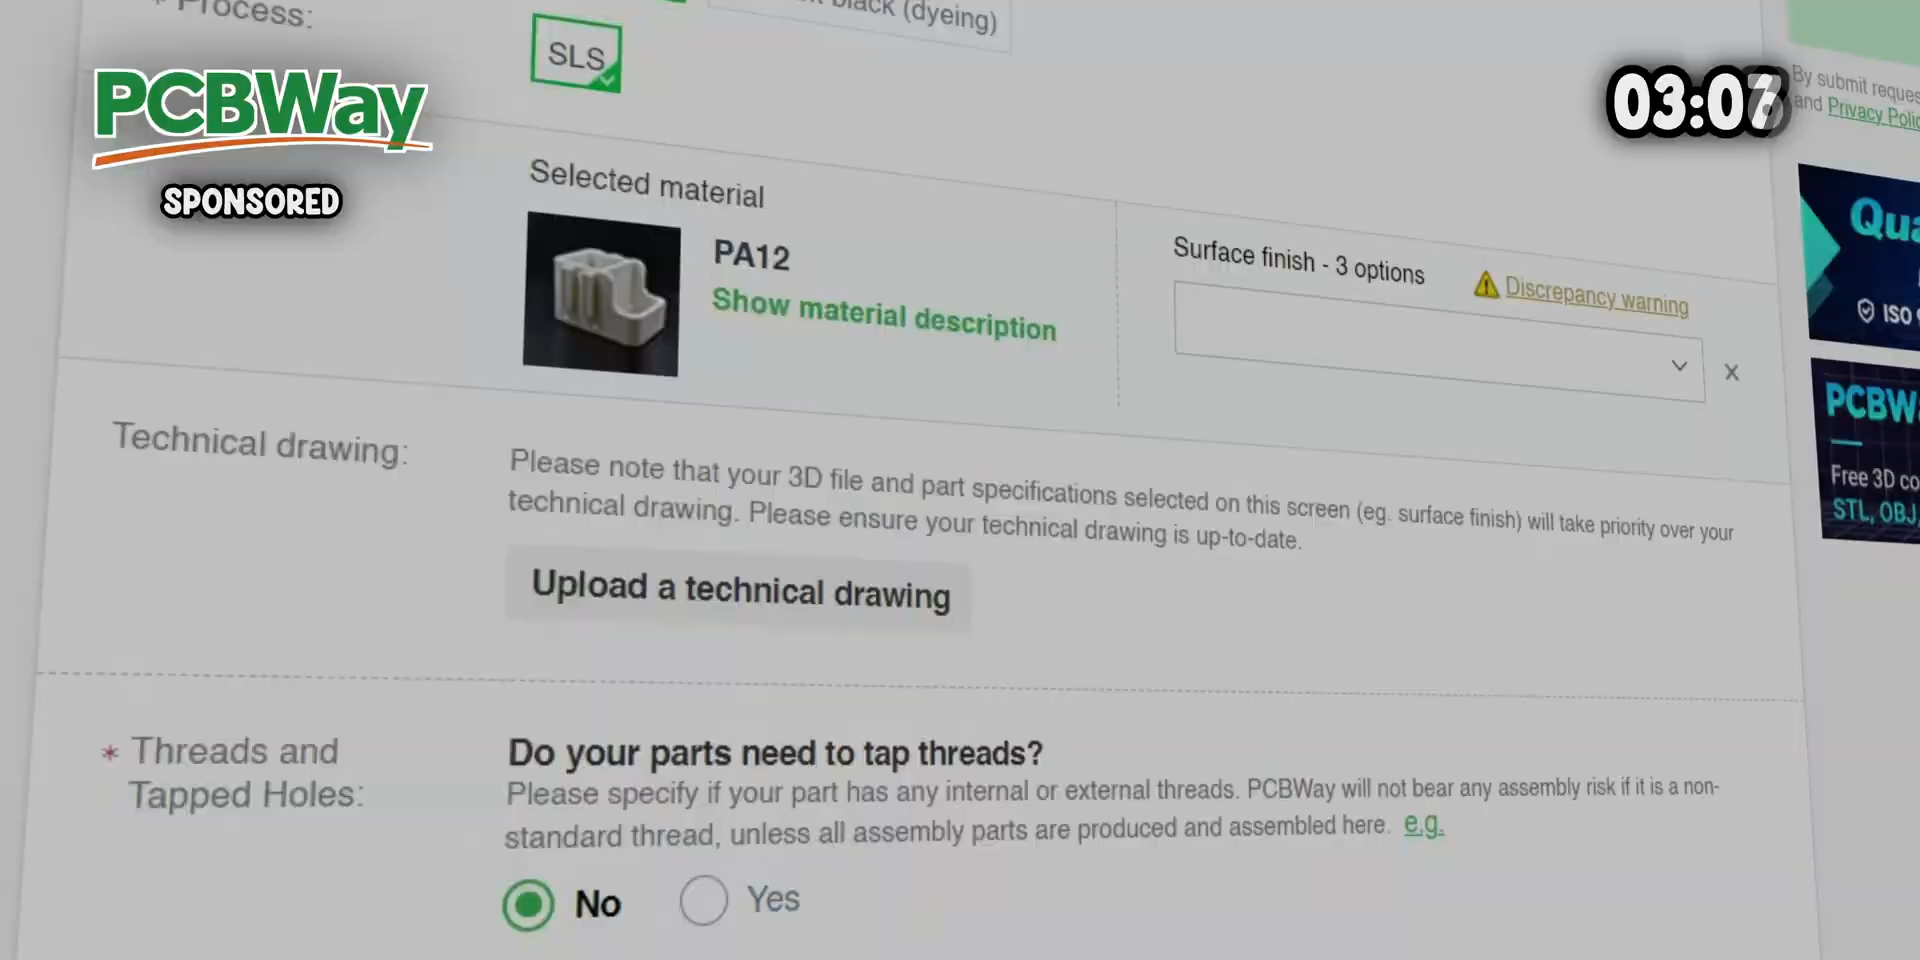 Process:
black (dyeing)
SLS
PCBWay
SPONSORED
By submit reques
and Privacy Polic
Selected material
PA12
Show material description
Surface finish - 3 options
Discrepancy warning
x
Qua
ISO
PCBW
Free 3D co
STL, OBJ,
Technical drawing:
Please note that your 3D file and part specifications selected on this screen (eg. surface finish) will take priority over your
technical drawing. Please ensure your technical drawing is up-to-date.
Upload a technical drawing
* Threads and
Tapped Holes:
Do your parts need to tap threads?
Please specify if your part has any internal or external threads. PCBWay will not bear any assembly risk if it is a non-
standard thread, unless all assembly parts are produced and assembled here. e.g.
No
Yes